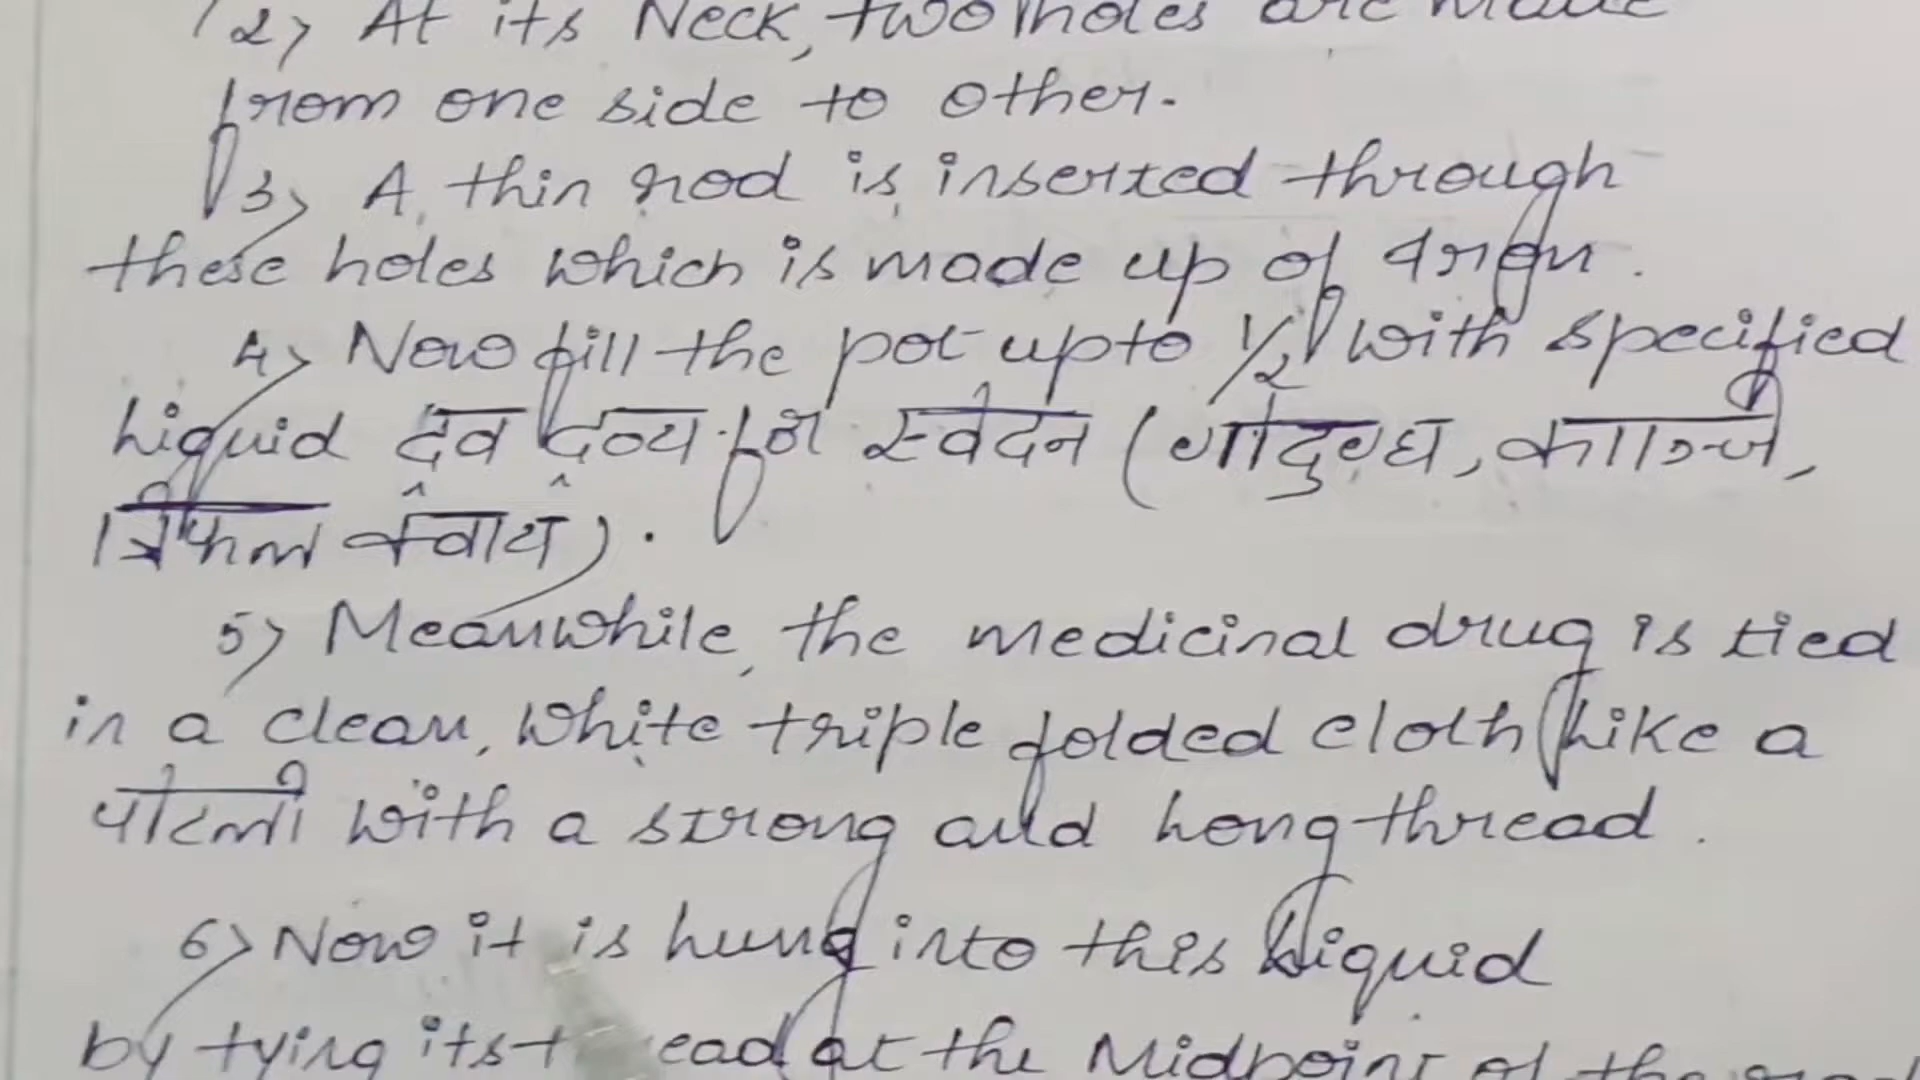 2) At its Neck, two holes are made
from one side to other.
3) A thin rod is inserted through
these holes which is made up of iron.
4) Now fill the pot upto 1/2 with specified
liquid देव द्रव्य for स्वेदन (गोदुग्ध, काञ्जी,
त्रिफला क्वाथ).
5) Meanwhile, the medicinal drug is tied
in a clean, white triple folded cloth like a
पोटली with a strong and long thread.
6) Now it is hung into this liquid
by tying its at the Midpoint of the